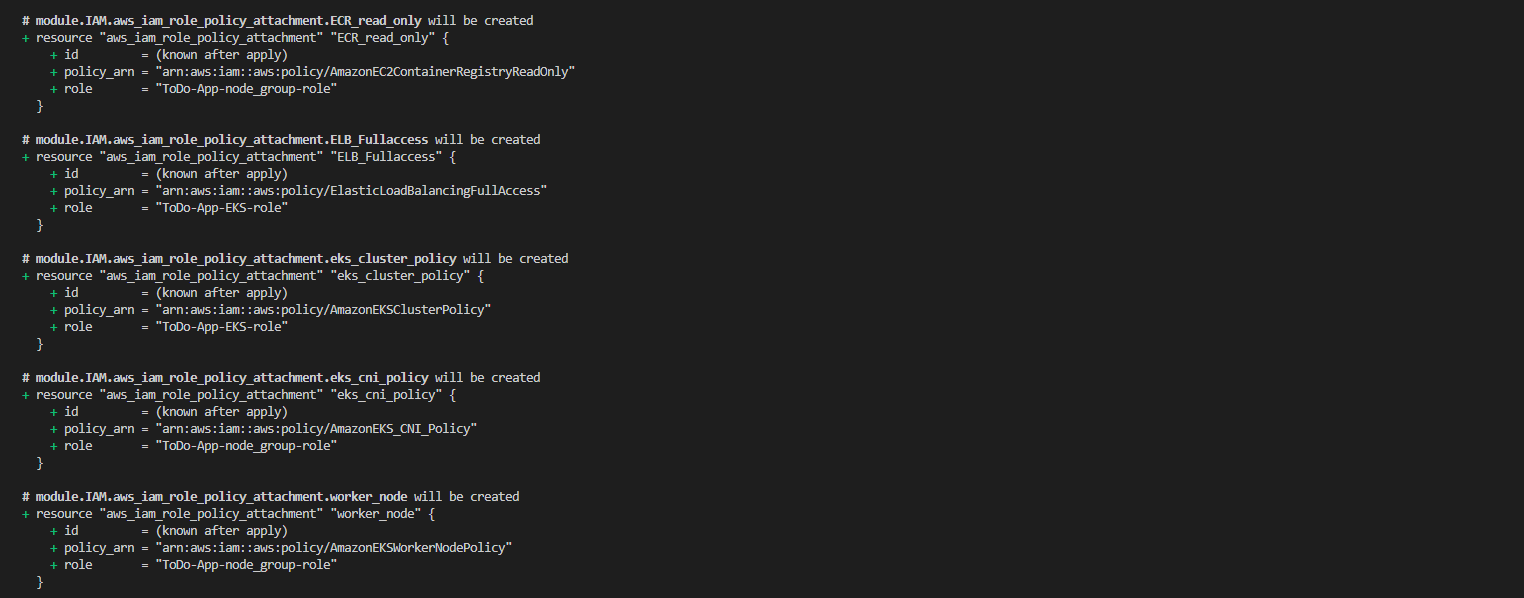 # module.IAM.aws_iam_role_policy_attachment.ECR_read_only will be created
+ resource "aws_iam_role_policy_attachment" "ECR_read_only" {
    + id         = (known after apply)
    + policy_arn = "arn:aws:iam::aws:policy/AmazonEC2ContainerRegistryReadOnly"
    + role       = "ToDo-App-node_group-role"
  }

# module.IAM.aws_iam_role_policy_attachment.ELB_Fullaccess will be created
+ resource "aws_iam_role_policy_attachment" "ELB_Fullaccess" {
    + id         = (known after apply)
    + policy_arn = "arn:aws:iam::aws:policy/ElasticLoadBalancingFullAccess"
    + role       = "ToDo-App-EKS-role"
  }

# module.IAM.aws_iam_role_policy_attachment.eks_cluster_policy will be created
+ resource "aws_iam_role_policy_attachment" "eks_cluster_policy" {
    + id         = (known after apply)
    + policy_arn = "arn:aws:iam::aws:policy/AmazonEKSClusterPolicy"
    + role       = "ToDo-App-EKS-role"
  }

# module.IAM.aws_iam_role_policy_attachment.eks_cni_policy will be created
+ resource "aws_iam_role_policy_attachment" "eks_cni_policy" {
    + id         = (known after apply)
    + policy_arn = "arn:aws:iam::aws:policy/AmazonEKS_CNI_Policy"
    + role       = "ToDo-App-node_group-role"
  }

# module.IAM.aws_iam_role_policy_attachment.worker_node will be created
+ resource "aws_iam_role_policy_attachment" "worker_node" {
    + id         = (known after apply)
    + policy_arn = "arn:aws:iam::aws:policy/AmazonEKSWorkerNodePolicy"
    + role       = "ToDo-App-node_group-role"
  }